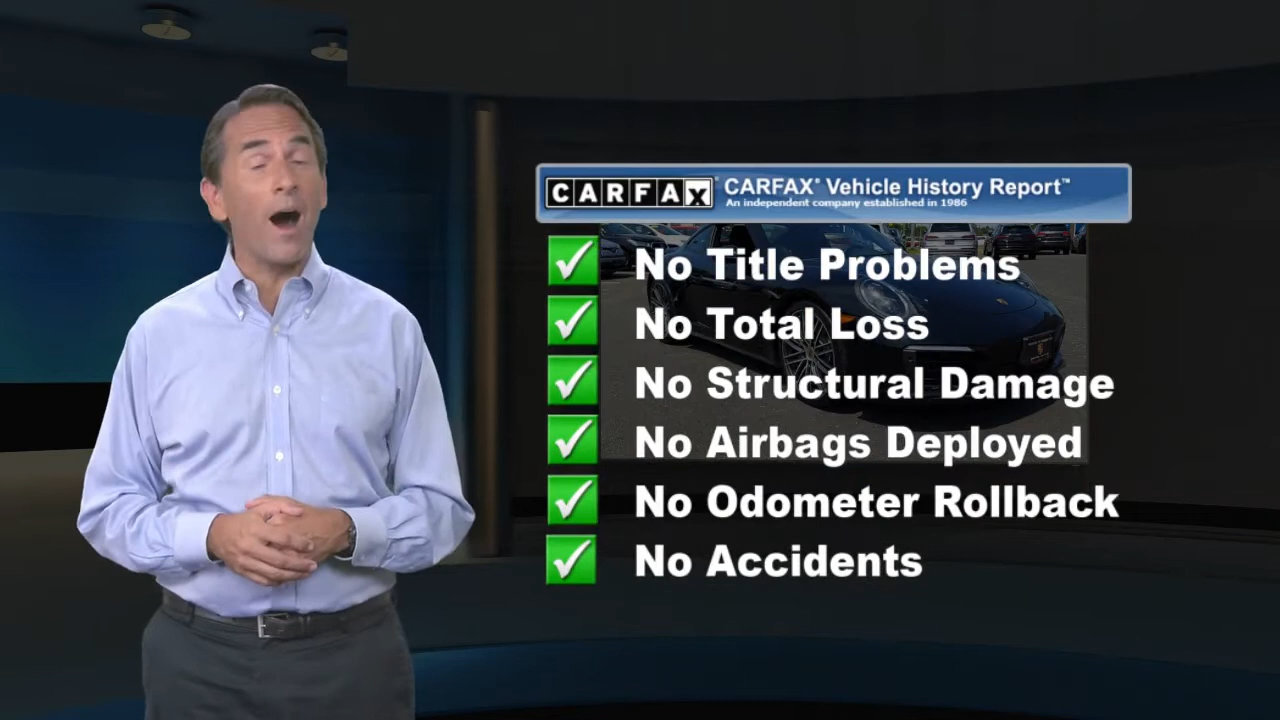 CARFAX® CARFAX® Vehicle History Report™
An independent company established in 1986
No Title Problems
No Total Loss
No Structural Damage
No Airbags Deployed
No Odometer Rollback
No Accidents